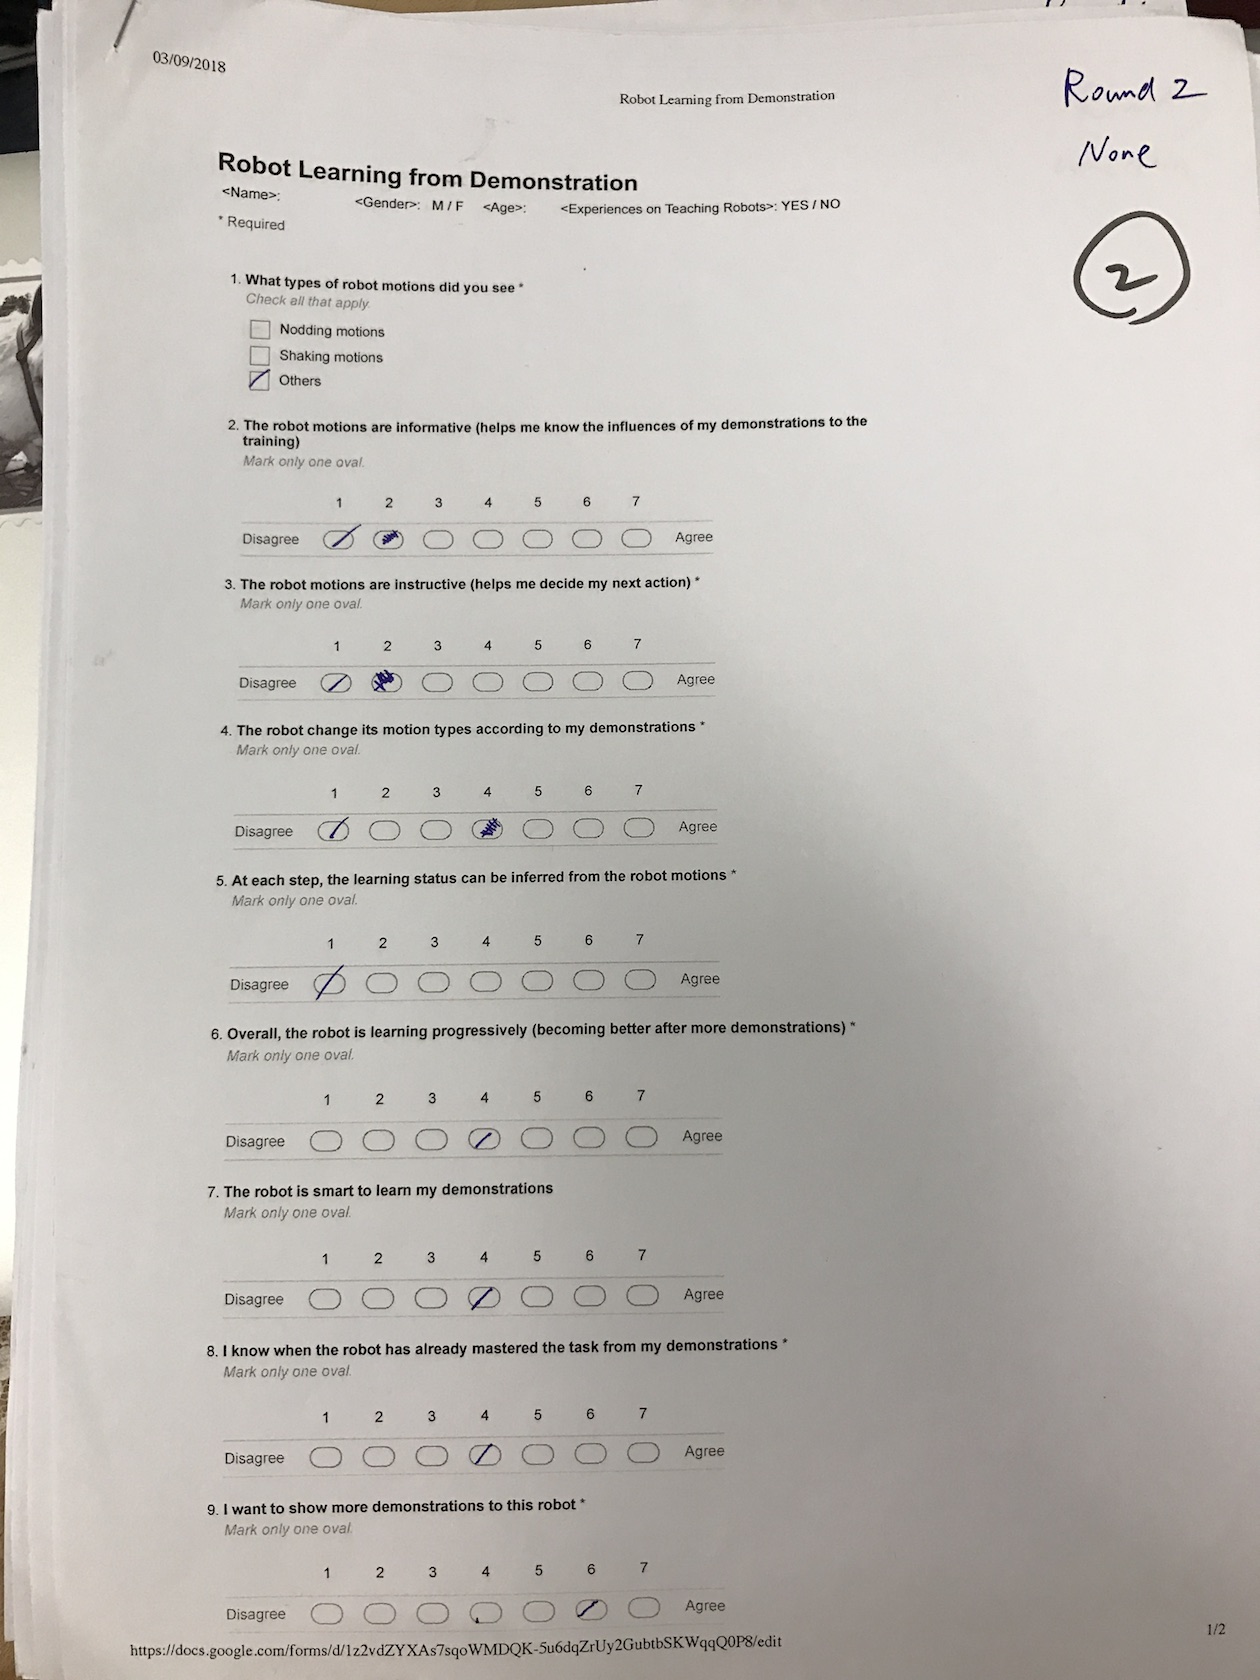 03/09/2018
Robot Learning from Demonstration
Round 2
None
2
Robot Learning from Demonstration
<Name>: <Gender>: M / F <Age>: <Experiences on Teaching Robots>: YES / NO
* Required
1. What types of robot motions did you see *
Check all that apply.
Nodding motions
Shaking motions
Others
2. The robot motions are informative (helps me know the influences of my demonstrations to the
training)
Mark only one oval.
1 2 3 4 5 6 7
Disagree Agree
3. The robot motions are instructive (helps me decide my next action) *
Mark only one oval.
1 2 3 4 5 6 7
Disagree Agree
4. The robot change its motion types according to my demonstrations *
Mark only one oval.
1 2 3 4 5 6 7
Disagree Agree
5. At each step, the learning status can be inferred from the robot motions *
Mark only one oval.
1 2 3 4 5 6 7
Disagree Agree
6. Overall, the robot is learning progressively (becoming better after more demonstrations) *
Mark only one oval.
1 2 3 4 5 6 7
Disagree Agree
7. The robot is smart to learn my demonstrations
Mark only one oval.
1 2 3 4 5 6 7
Disagree Agree
8. I know when the robot has already mastered the task from my demonstrations *
Mark only one oval.
1 2 3 4 5 6 7
Disagree Agree
9. I want to show more demonstrations to this robot *
Mark only one oval.
1 2 3 4 5 6 7
Disagree Agree
https://docs.google.com/forms/d/1z2vdZYXAs7sqoWMDQK-5u6dqZrUy2GubtbSKWqqQ0P8/edit
1/2